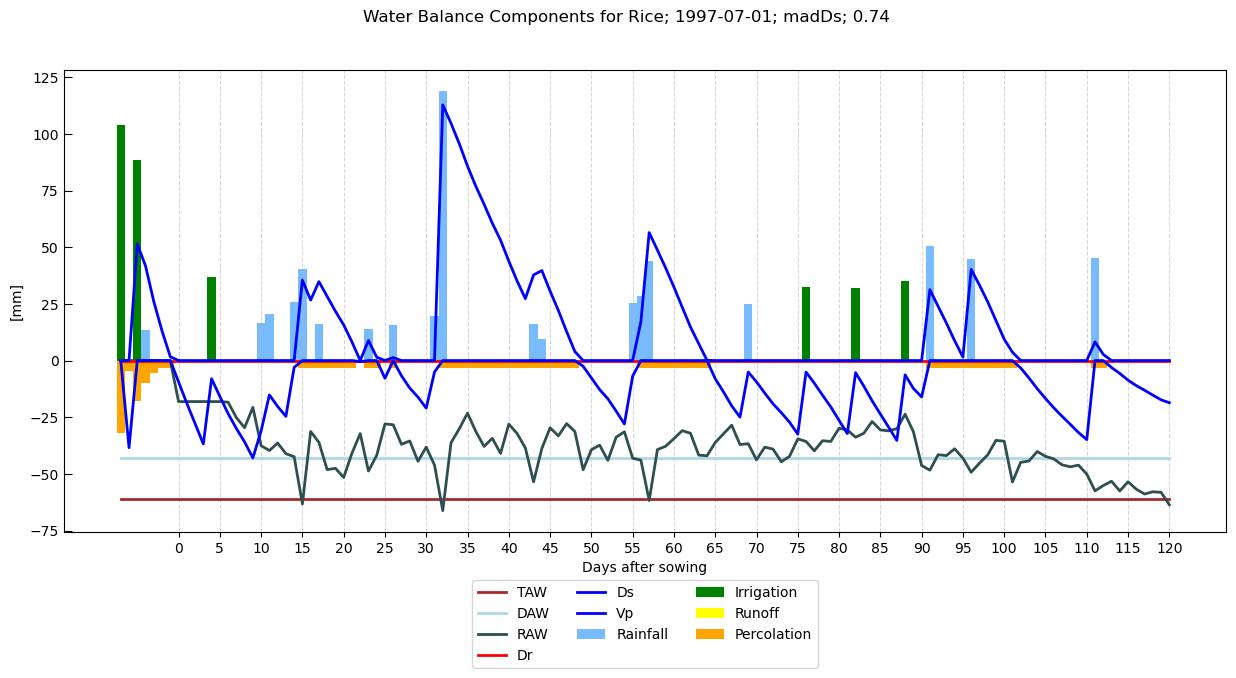 Water Balance Components for Rice; 1997-07-01; madDs; 0.74
125
100
75
50
25
0
−25
−50
−75
[mm]
0 5 10 15 20 25 30 35 40 45 50 55 60 65 70 75 80 85 90 95 100 105 110 115 120
Days after sowing
TAW Ds Irrigation
DAW Vp Runoff
RAW Rainfall Percolation
Dr